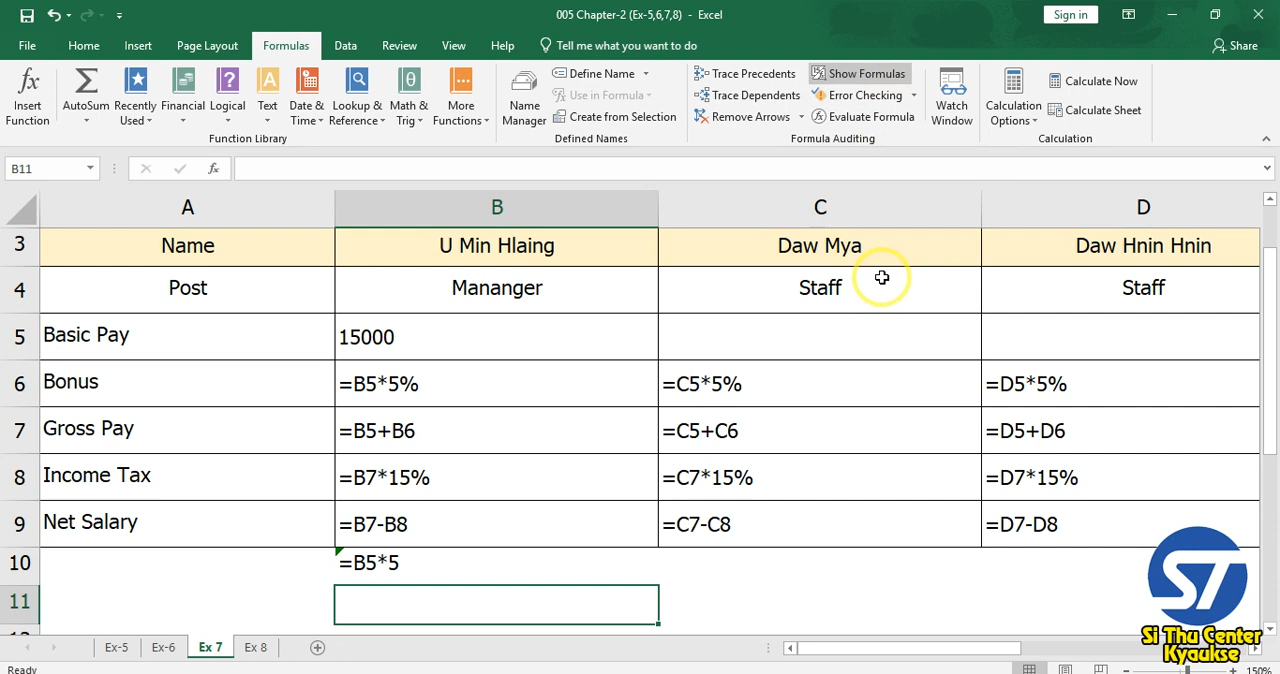 005 Chapter-2 (Ex-5,6,7,8) - Excel
Sign in
File Home Insert Page Layout Formulas Data Review View Help Tell me what you want to do Share
Insert Function
AutoSum
Recently Used
Financial
Logical
Text
Date & Time
Lookup & Reference
Math & Trig
More Functions
Function Library
Name Manager
Define Name
Use in Formula
Create from Selection
Defined Names
Trace Precedents
Trace Dependents
Remove Arrows
Show Formulas
Error Checking
Evaluate Formula
Formula Auditing
Watch Window
Calculation Options
Calculate Now
Calculate Sheet
Calculation
B11 fx
A B C D
3 Name U Min Hlaing Daw Mya Daw Hnin Hnin
4 Post Mananger Staff Staff
5 Basic Pay 15000
6 Bonus =B5*5% =C5*5% =D5*5%
7 Gross Pay =B5+B6 =C5+C6 =D5+D6
8 Income Tax =B7*15% =C7*15% =D7*15%
9 Net Salary =B7-B8 =C7-C8 =D7-D8
10 =B5*5
11
ST
Si Thu Center
Kyaukse
Ex-5 Ex-6 Ex 7 Ex 8
Ready 150%